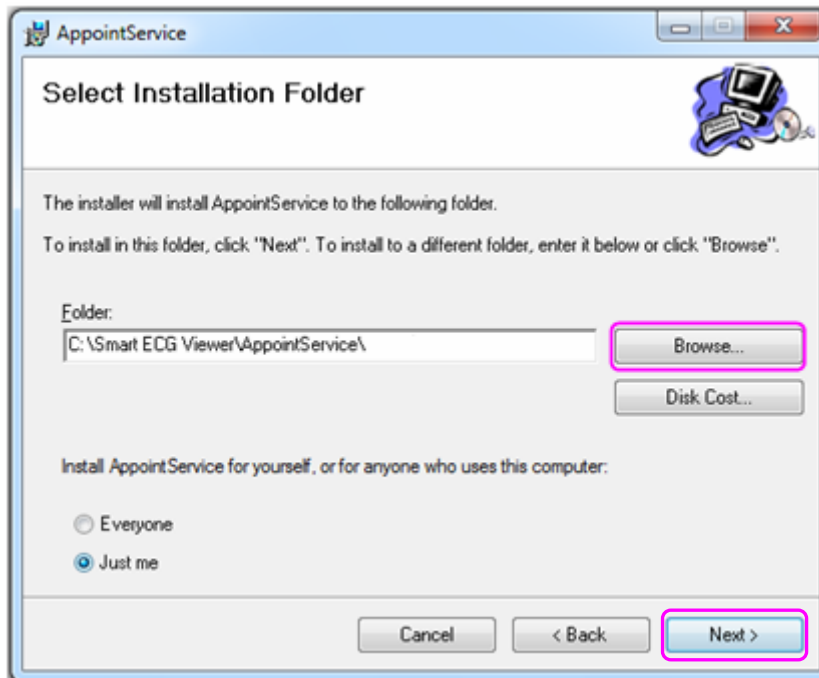 AppointService
Select Installation Folder
The installer will install AppointService to the following folder.
To install in this folder, click "Next". To install to a different folder, enter it below or click "Browse".
Folder:
C:\Smart ECG Viewer\AppointService\
Browse...
Disk Cost...
Install AppointService for yourself, or for anyone who uses this computer:
Everyone
Just me
Cancel
< Back
Next >